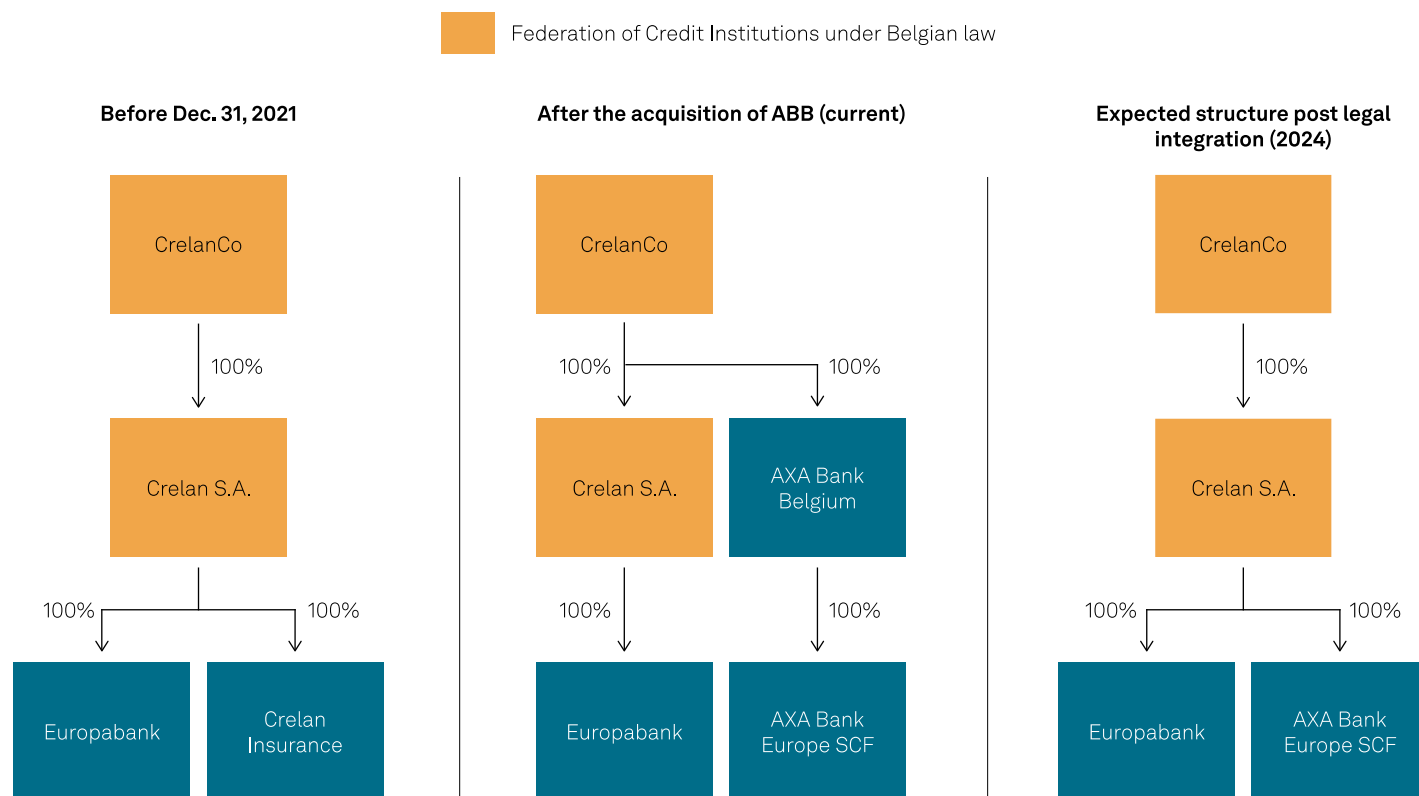 Federation of Credit Institutions under Belgian law
Before Dec. 31, 2021
CrelanCo
100%
Crelan S.A.
100%
100%
Europabank
Crelan
Insurance
After the acquisition of ABB (current)
CrelanCo
100%
100%
Crelan S.A.
AXA Bank
Belgium
100%
100%
Europabank
AXA Bank
Europe SCF
Expected structure post legal
integration (2024)
CrelanCo
100%
Crelan S.A.
100%
100%
Europabank
AXA Bank
Europe SCF